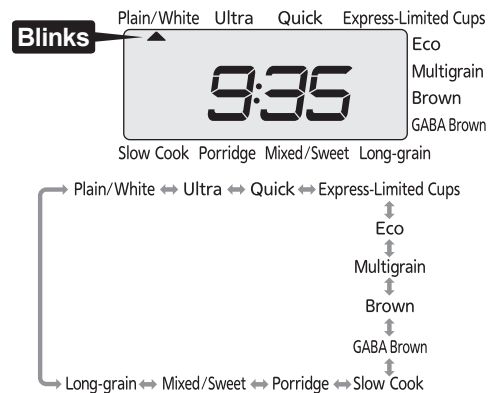 Plain/White Ultra Quick Express-Limited Cups
Blinks
Eco
Multigrain
9:35
Brown
GABA Brown
Slow Cook Porridge Mixed/Sweet Long-grain
Plain/White ↔ Ultra ↔ Quick ↔ Express-Limited Cups
Eco
Multigrain
Brown
GABA Brown
Long-grain ↔ Mixed/Sweet ↔ Porridge ↔ Slow Cook